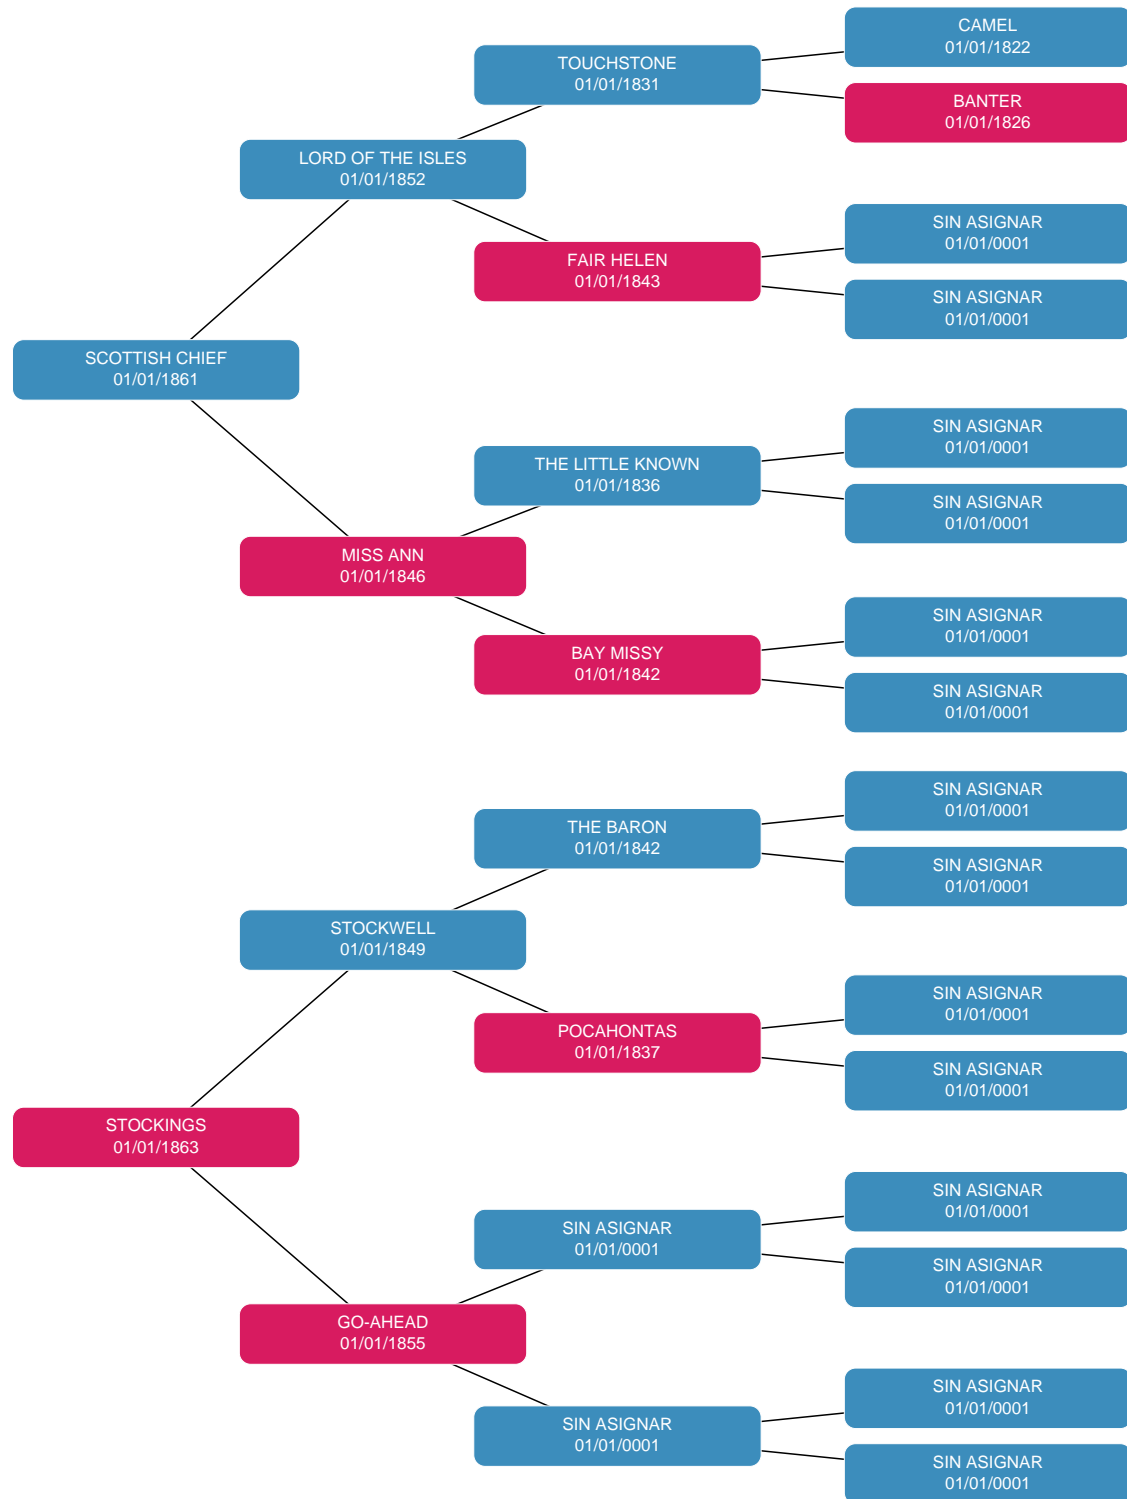 CAMEL
01/01/1822
TOUCHSTONE
01/01/1831
BANTER
01/01/1826
LORD OF THE ISLES
01/01/1852
SIN ASIGNAR
01/01/0001
FAIR HELEN
01/01/1843
SIN ASIGNAR
01/01/0001
SCOTTISH CHIEF
01/01/1861
SIN ASIGNAR
01/01/0001
THE LITTLE KNOWN
01/01/1836
SIN ASIGNAR
01/01/0001
MISS ANN
01/01/1846
SIN ASIGNAR
01/01/0001
BAY MISSY
01/01/1842
SIN ASIGNAR
01/01/0001
SIN ASIGNAR
01/01/0001
THE BARON
01/01/1842
SIN ASIGNAR
01/01/0001
STOCKWELL
01/01/1849
SIN ASIGNAR
01/01/0001
POCAHONTAS
01/01/1837
SIN ASIGNAR
01/01/0001
STOCKINGS
01/01/1863
SIN ASIGNAR
01/01/0001
SIN ASIGNAR
01/01/0001
SIN ASIGNAR
01/01/0001
GO-AHEAD
01/01/1855
SIN ASIGNAR
01/01/0001
SIN ASIGNAR
01/01/0001
SIN ASIGNAR
01/01/0001